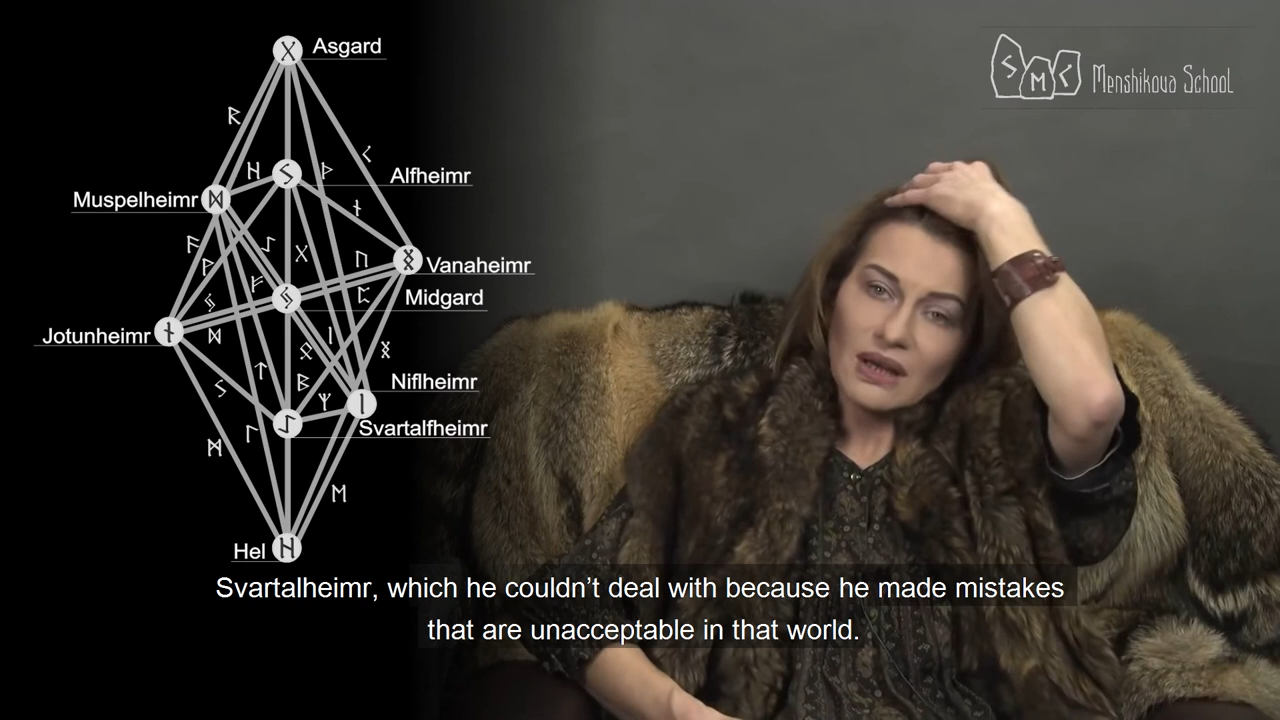 Asgard
Alfheimr
Muspelheimr
Vanaheimr
Midgard
Jotunheimr
Niflheimr
Svartalfheimr
Hel
Menshikova School
Svartalheimr, which he couldn’t deal with because he made mistakes
that are unacceptable in that world.